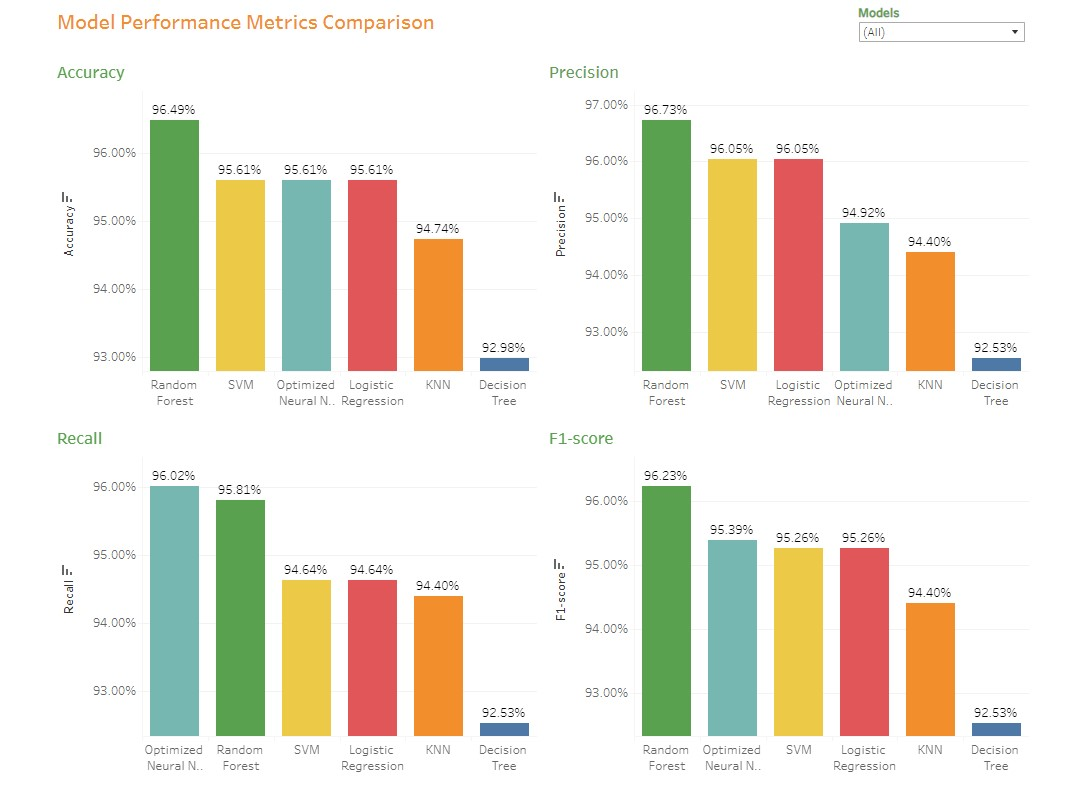 Model Performance Metrics Comparison
Models
(All)
Accuracy
Accuracy
96.00%
95.00%
94.00%
93.00%
96.49%
95.61%
95.61%
95.61%
94.74%
92.98%
Random Forest
SVM
Optimized Neural N..
Logistic Regression
KNN
Decision Tree
Precision
Precision
97.00%
96.00%
95.00%
94.00%
93.00%
96.73%
96.05%
96.05%
94.92%
94.40%
92.53%
Random Forest
SVM
Logistic Regression
Optimized Neural N..
KNN
Decision Tree
Recall
Recall
96.00%
95.00%
94.00%
93.00%
96.02%
95.81%
94.64%
94.64%
94.40%
92.53%
Optimized Neural N..
Random Forest
SVM
Logistic Regression
KNN
Decision Tree
F1-score
F1-score
96.00%
95.00%
94.00%
93.00%
96.23%
95.39%
95.26%
95.26%
94.40%
92.53%
Random Forest
Optimized Neural N..
SVM
Logistic Regression
KNN
Decision Tree